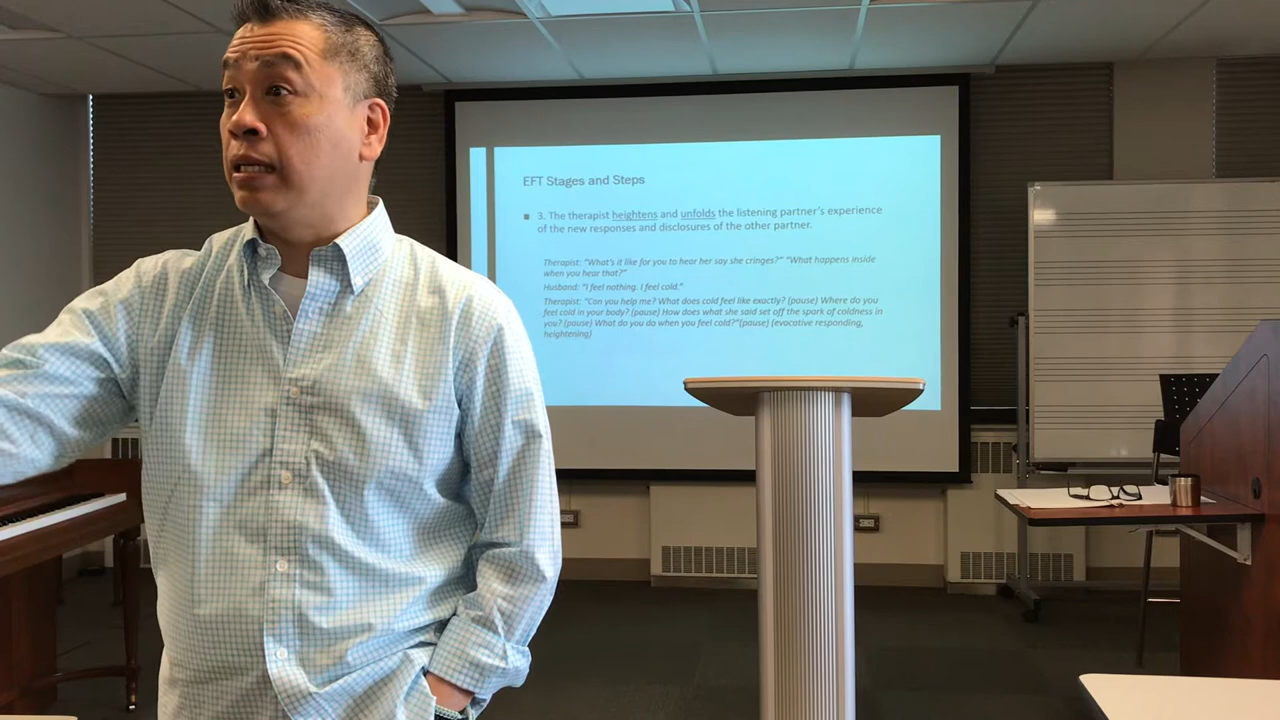 EFT Stages and Steps
3. The therapist heightens and unfolds the listening partner's experience
of the new responses and disclosures of the other partner.
Therapist: "What's it like for you to hear her say she cringes?" "What happens inside
when you hear that?"
Husband: "I feel nothing. I feel cold."
Therapist: "Can you help me? What does cold feel like exactly? (pause) Where do you
feel cold in your body? (pause) How does what she said set off the spark of coldness in
you? (pause) What do you do when you feel cold?"(pause) (evocative responding,
heightening)